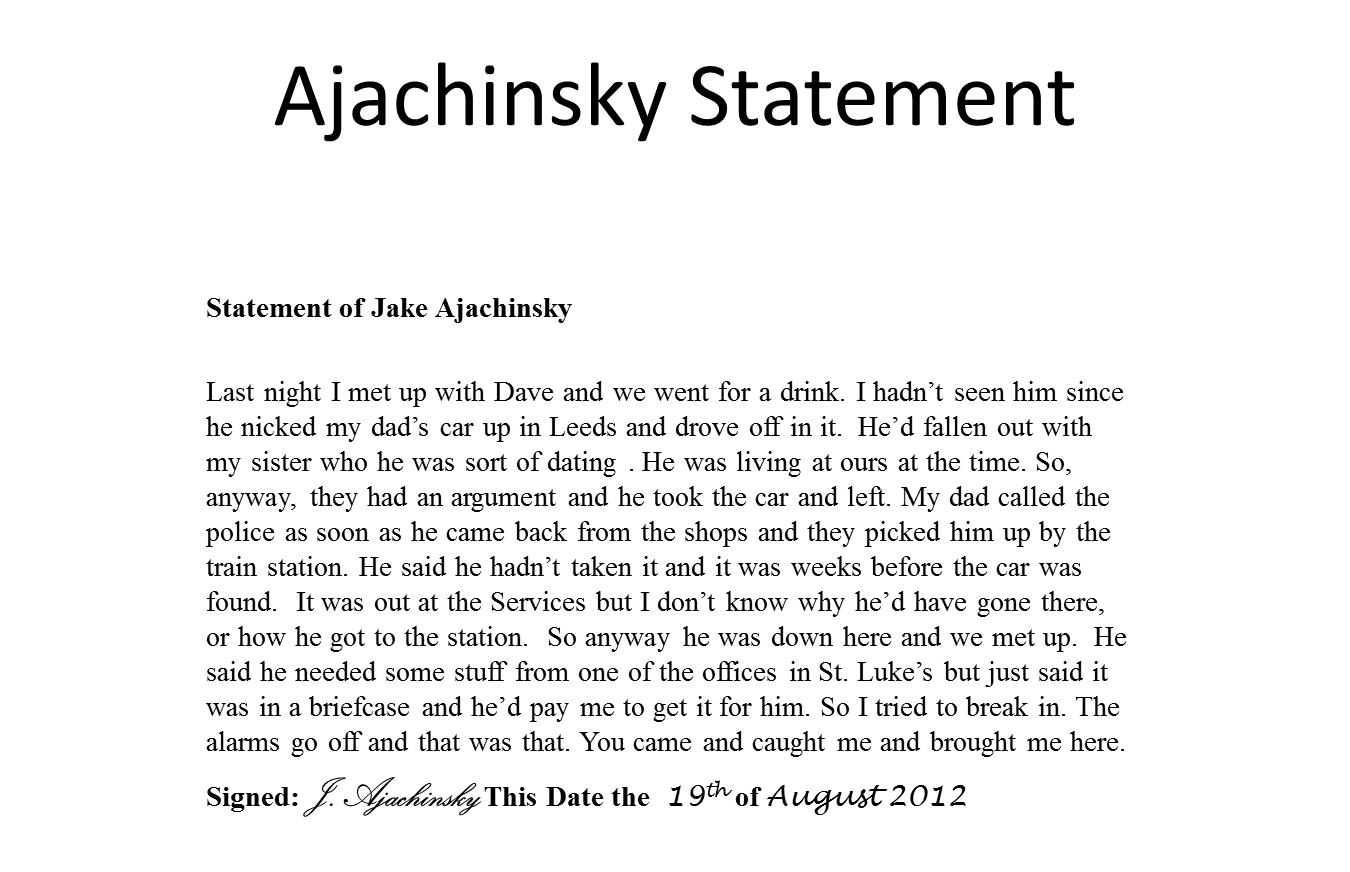 Ajachinsky Statement
Statement of Jake Ajachinsky
Last night I met up with Dave and we went for a drink. I hadn’t seen him since
he nicked my dad’s car up in Leeds and drove off in it.  He’d fallen out with
my sister who he was sort of dating . He was living at ours at the time. So,
anyway, they had an argument and he took the car and left. My dad called the
police as soon as he came back from the shops and they picked him up by the
train station. He said he hadn’t taken it and it was weeks before the car was
found.  It was out at the Services but I don’t know why he’d have gone there,
or how he got to the station.  So anyway he was down here and we met up.  He
said he needed some stuff from one of the offices in St. Luke’s but just said it
was in a briefcase and he’d pay me to get it for him. So I tried to break in. The
alarms go off and that was that. You came and caught me and brought me here.
Signed: J. Ajachinsky This Date the 19th of August 2012